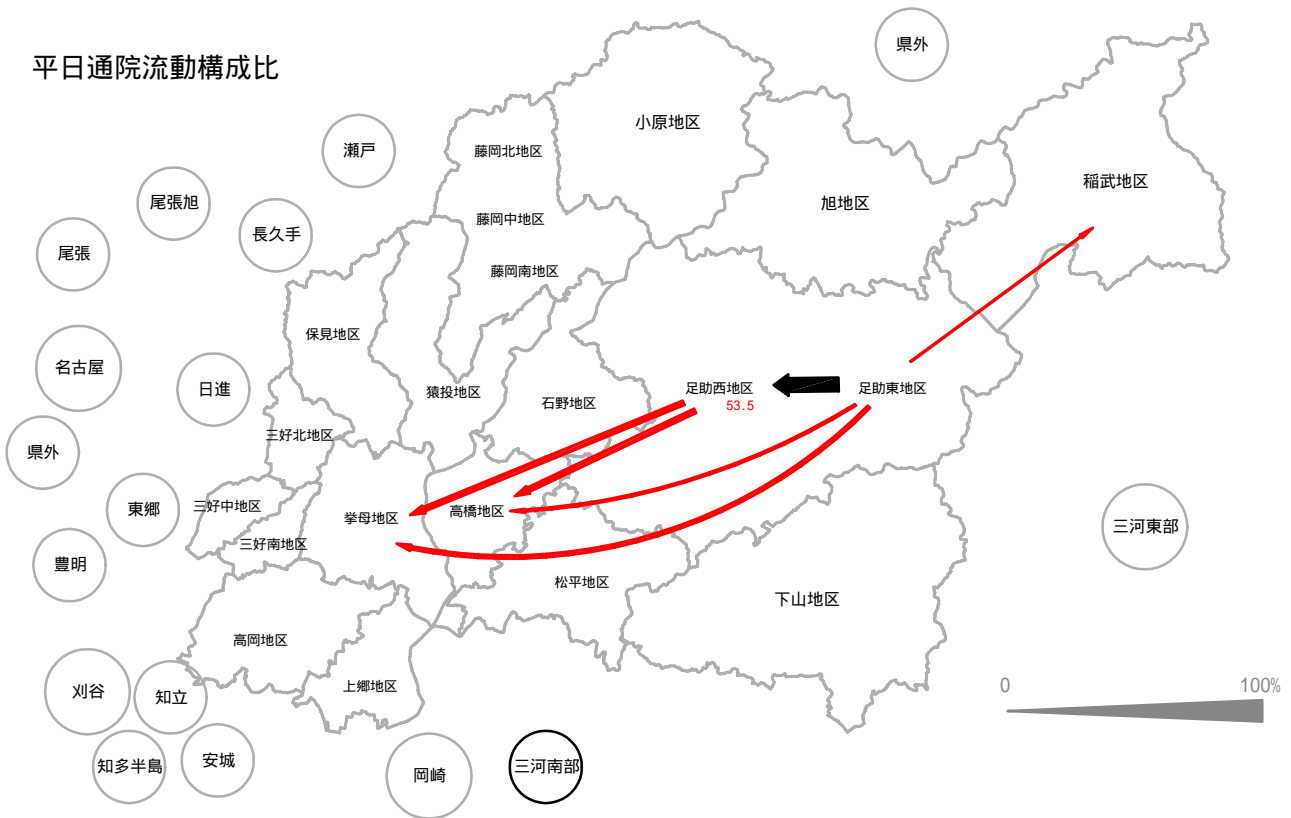 平日通院流動構成比
県外
小原地区
瀬戸
藤岡北地区
稲武地区
尾張旭
旭地区
藤岡中地区
長久手
尾張
藤岡南地区
保見地区
名古屋
日進
猿投地区
石野地区
足助西地区
53.5
足助東地区
三好北地区
県外
東郷
三好中地区
挙母地区
高橋地区
三河東部
三好南地区
豊明
松平地区
下山地区
高岡地区
上郷地区
0
100%
刈谷
知立
知多半島
安城
岡崎
三河南部